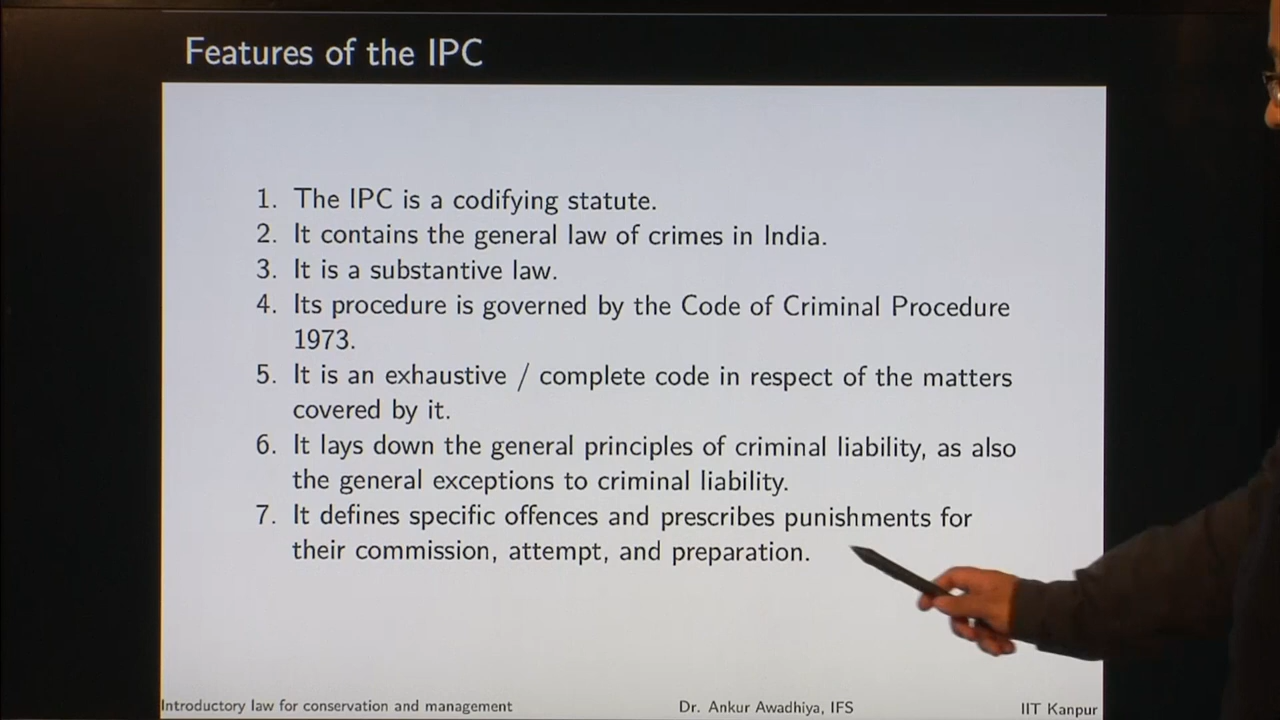 Features of the IPC
1. The IPC is a codifying statute.
2. It contains the general law of crimes in India.
3. It is a substantive law.
4. Its procedure is governed by the Code of Criminal Procedure
1973.
5. It is an exhaustive / complete code in respect of the matters
covered by it.
6. It lays down the general principles of criminal liability, as also
the general exceptions to criminal liability.
7. It defines specific offences and prescribes punishments for
their commission, attempt, and preparation.
Introductory law for conservation and management Dr. Ankur Awadhiya, IFS IIT Kanpur